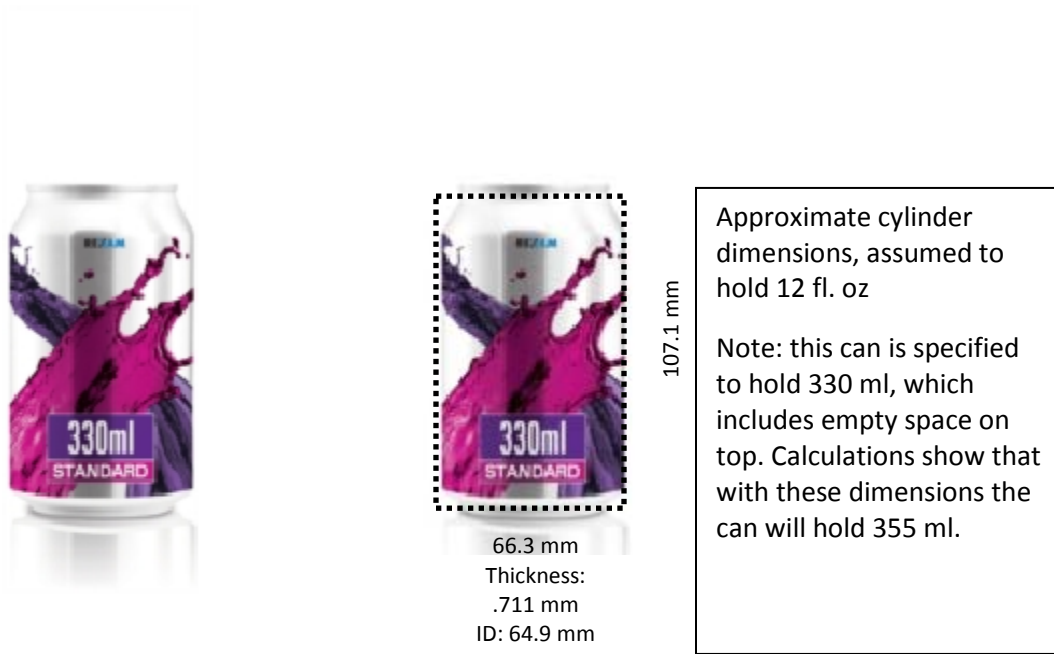 REZEM
330ml
STANDARD
REZEM
330ml
STANDARD
107.1 mm
66.3 mm
Thickness:
.711 mm
ID: 64.9 mm
Approximate cylinder
dimensions, assumed to
hold 12 fl. oz
Note: this can is specified
to hold 330 ml, which
includes empty space on
top. Calculations show that
with these dimensions the
can will hold 355 ml.